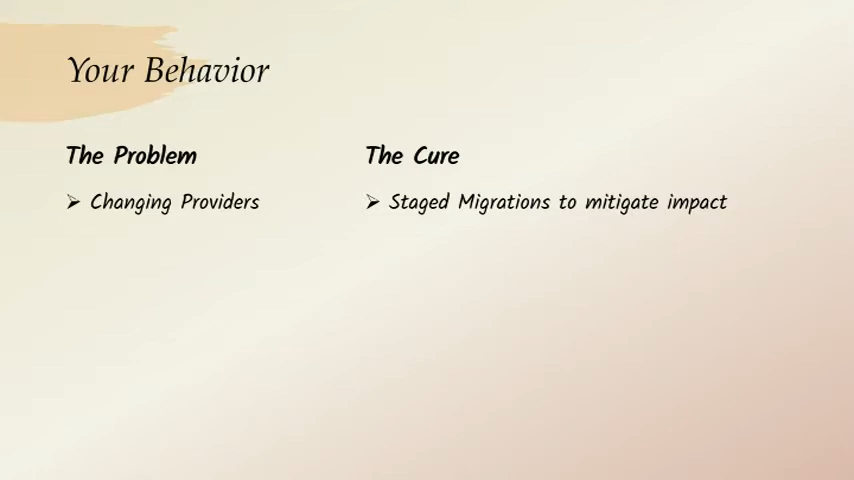 Your Behavior
The Problem
➢ Changing Providers
The Cure
➢ Staged Migrations to mitigate impact